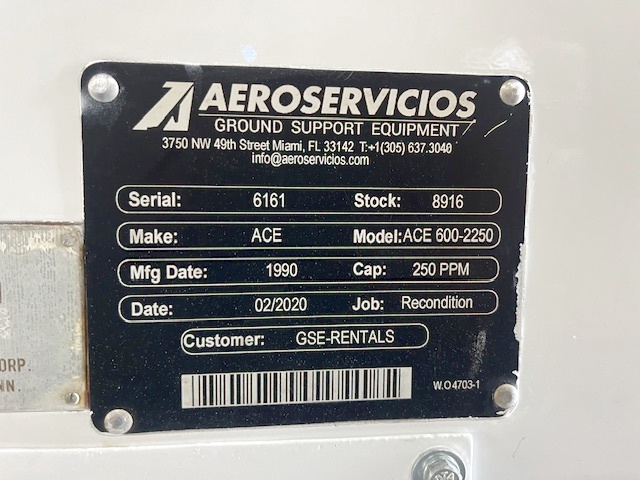 AEROSERVICIOS
GROUND SUPPORT EQUIPMENT
3750 NW 49th Street Miami, FL 33142 T:+1(305) 637.3040
info@aeroservicios.com
Serial: 6161 Stock: 8916
Make: ACE Model: ACE 600-2250
Mfg Date: 1990 Cap: 250 PPM
Date: 02/2020 Job: Recondition
Customer: GSE-RENTALS
W.O4703-1
ORP.
NN.